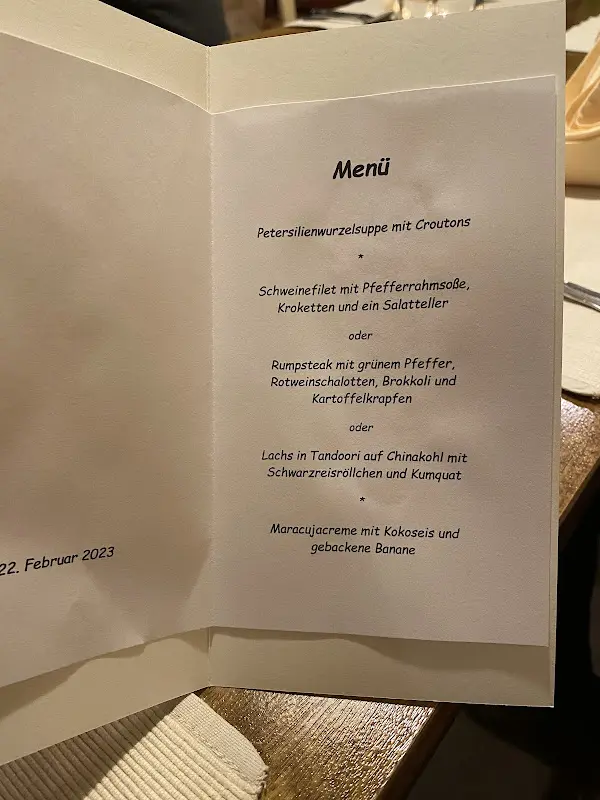 22. Februar 2023
Menü
Petersilienwurzelsuppe mit Croutons
*
Schweinefilet mit Pfefferrahmsoße,
Kroketten und ein Salatteller
oder
Rumpsteak mit grünem Pfeffer,
Rotweinschalotten, Brokkoli und
Kartoffelkrapfen
oder
Lachs in Tandoori auf Chinakohl mit
Schwarzreisröllchen und Kumquat
*
Maracujacreme mit Kokoseis und
gebackene Banane